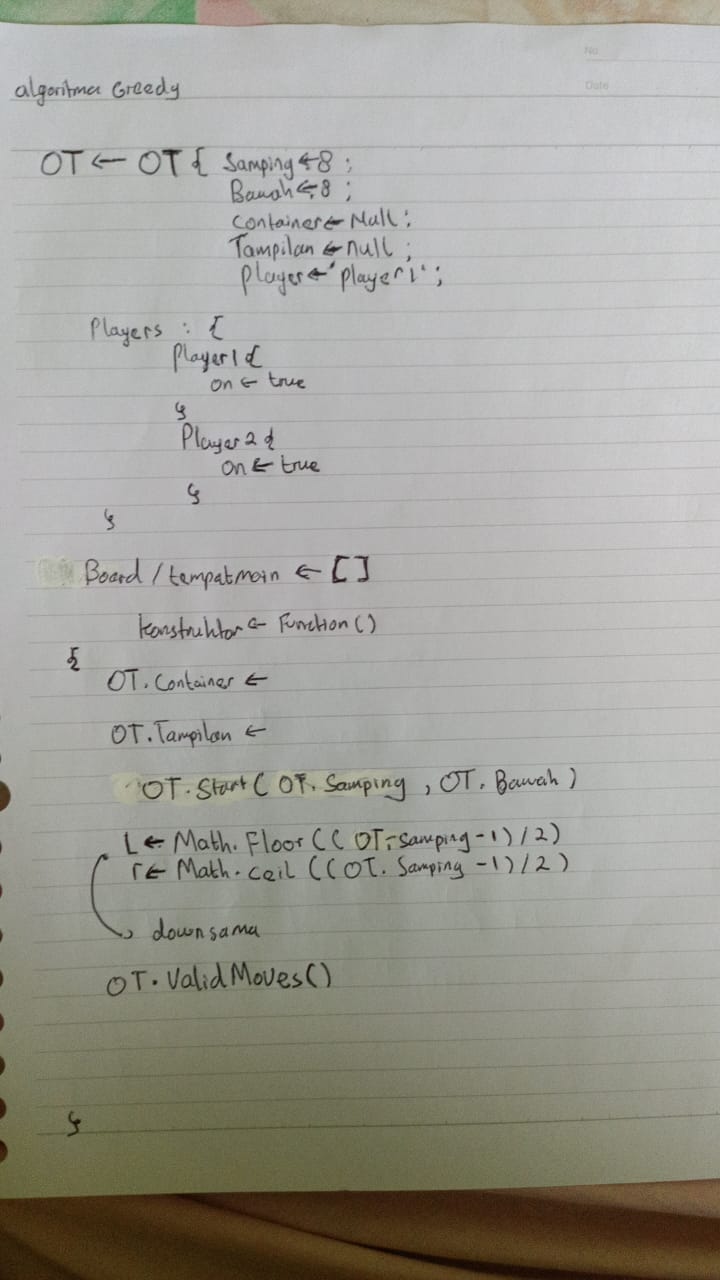 No
Date
algoritma Greedy
OT ← OT { Samping ← 8 ;
Bawah ← 8 ;
Container ← Null ;
Tampilan ← null ;
Player ← 'player1' ;
Players : {
Player1 {
on ← true
}
Player2 {
on ← true
}
}
Board / tempatmain ← []
konstruktor ← Function ()
{
OT. Container ←
OT. Tampilan ←
OT. Start ( OT. Samping , OT. Bawah )
L ← Math. Floor (( OT. Samping - 1) / 2)
r ← Math. ceil ((OT. Samping - 1) / 2 )
down sama
OT. Valid Moves ()
}